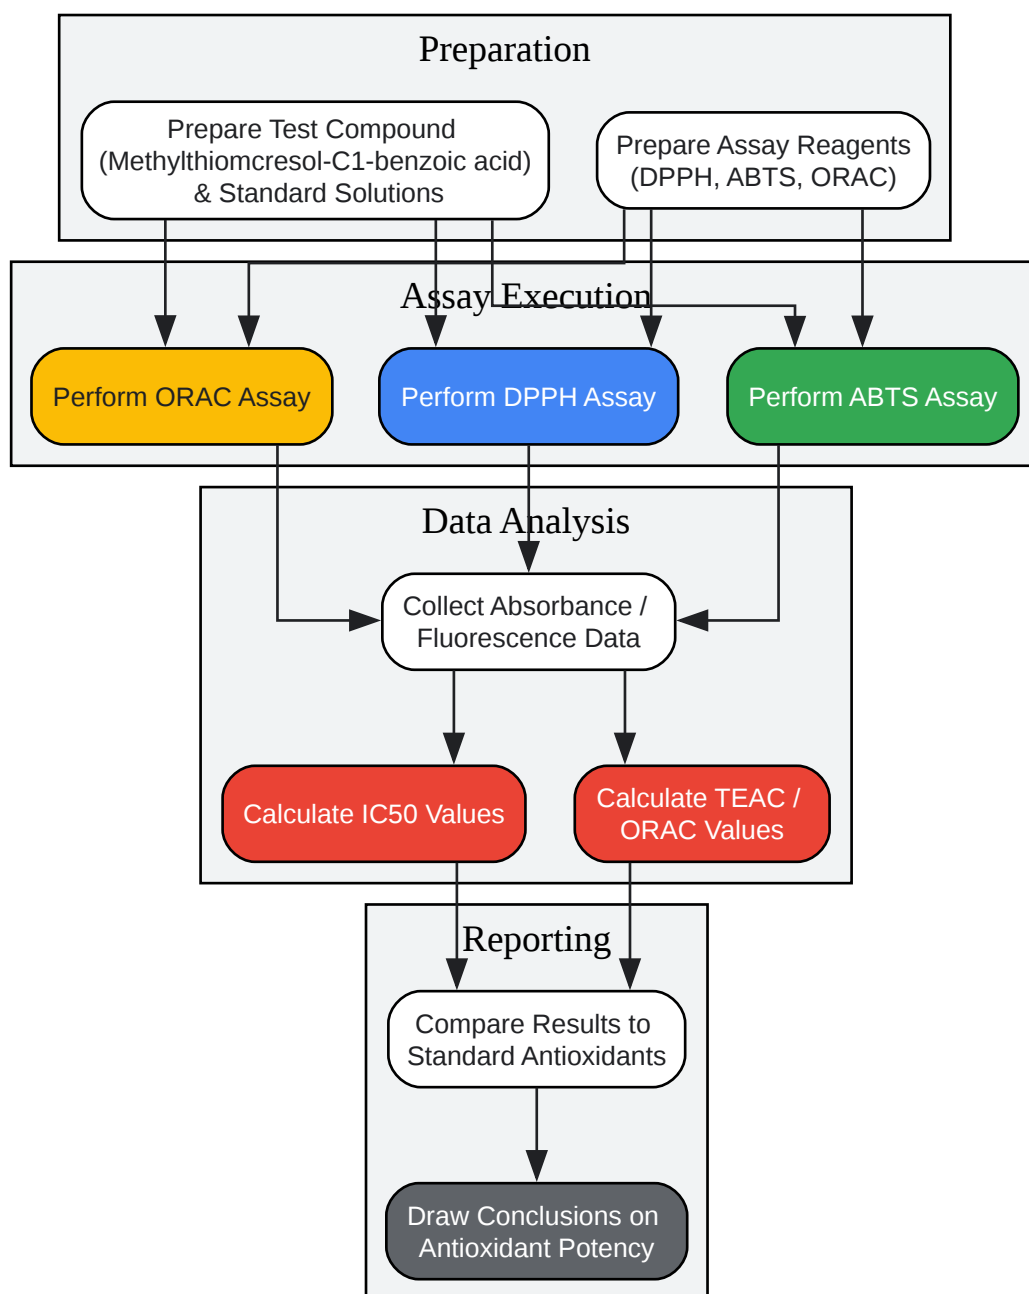 Preparation
Prepare Test Compound
(Methylthiomcresol-C1-benzoic acid)
& Standard Solutions
Prepare Assay Reagents
(DPPH, ABTS, ORAC)
Assay Execution
Perform ORAC Assay
Perform DPPH Assay
Perform ABTS Assay
Data Analysis
Collect Absorbance /
Fluorescence Data
Calculate IC50 Values
Calculate TEAC /
ORAC Values
Reporting
Compare Results to
Standard Antioxidants
Draw Conclusions on
Antioxidant Potency